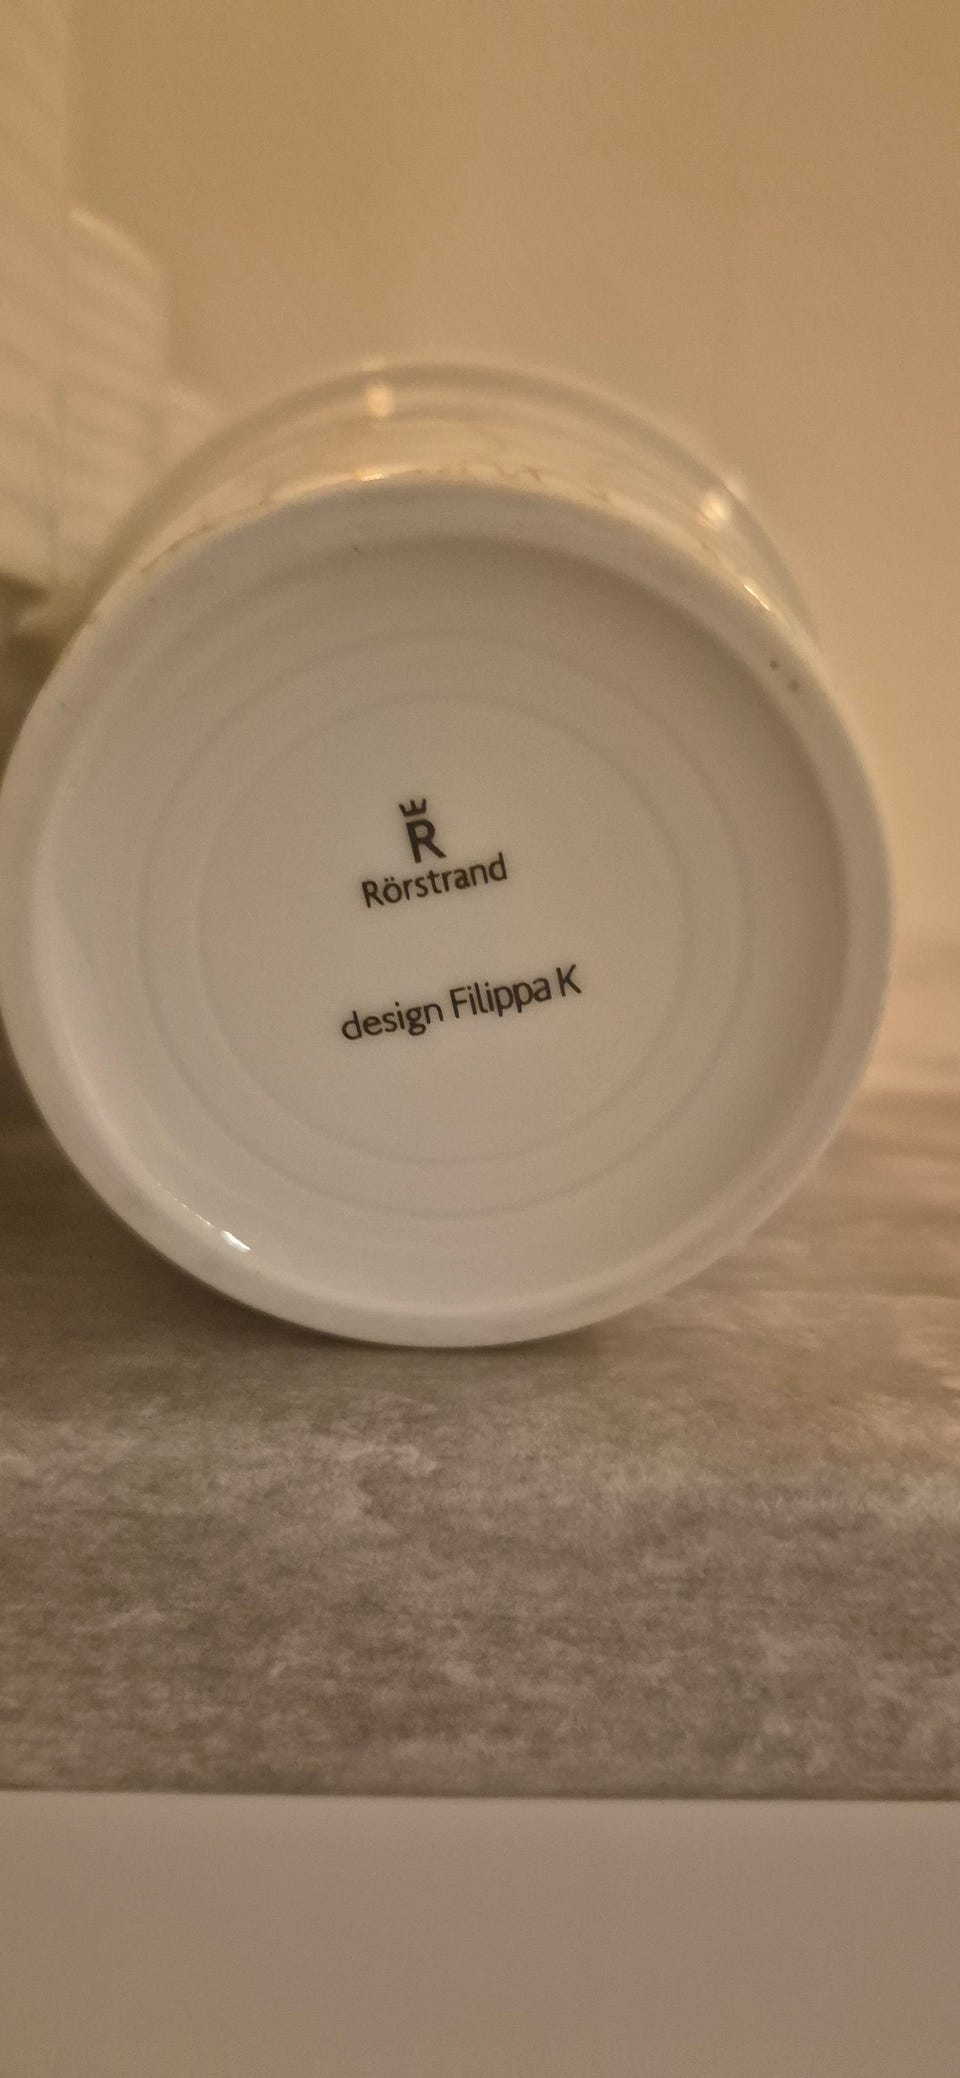 R
Rörstrand
design Filippa K